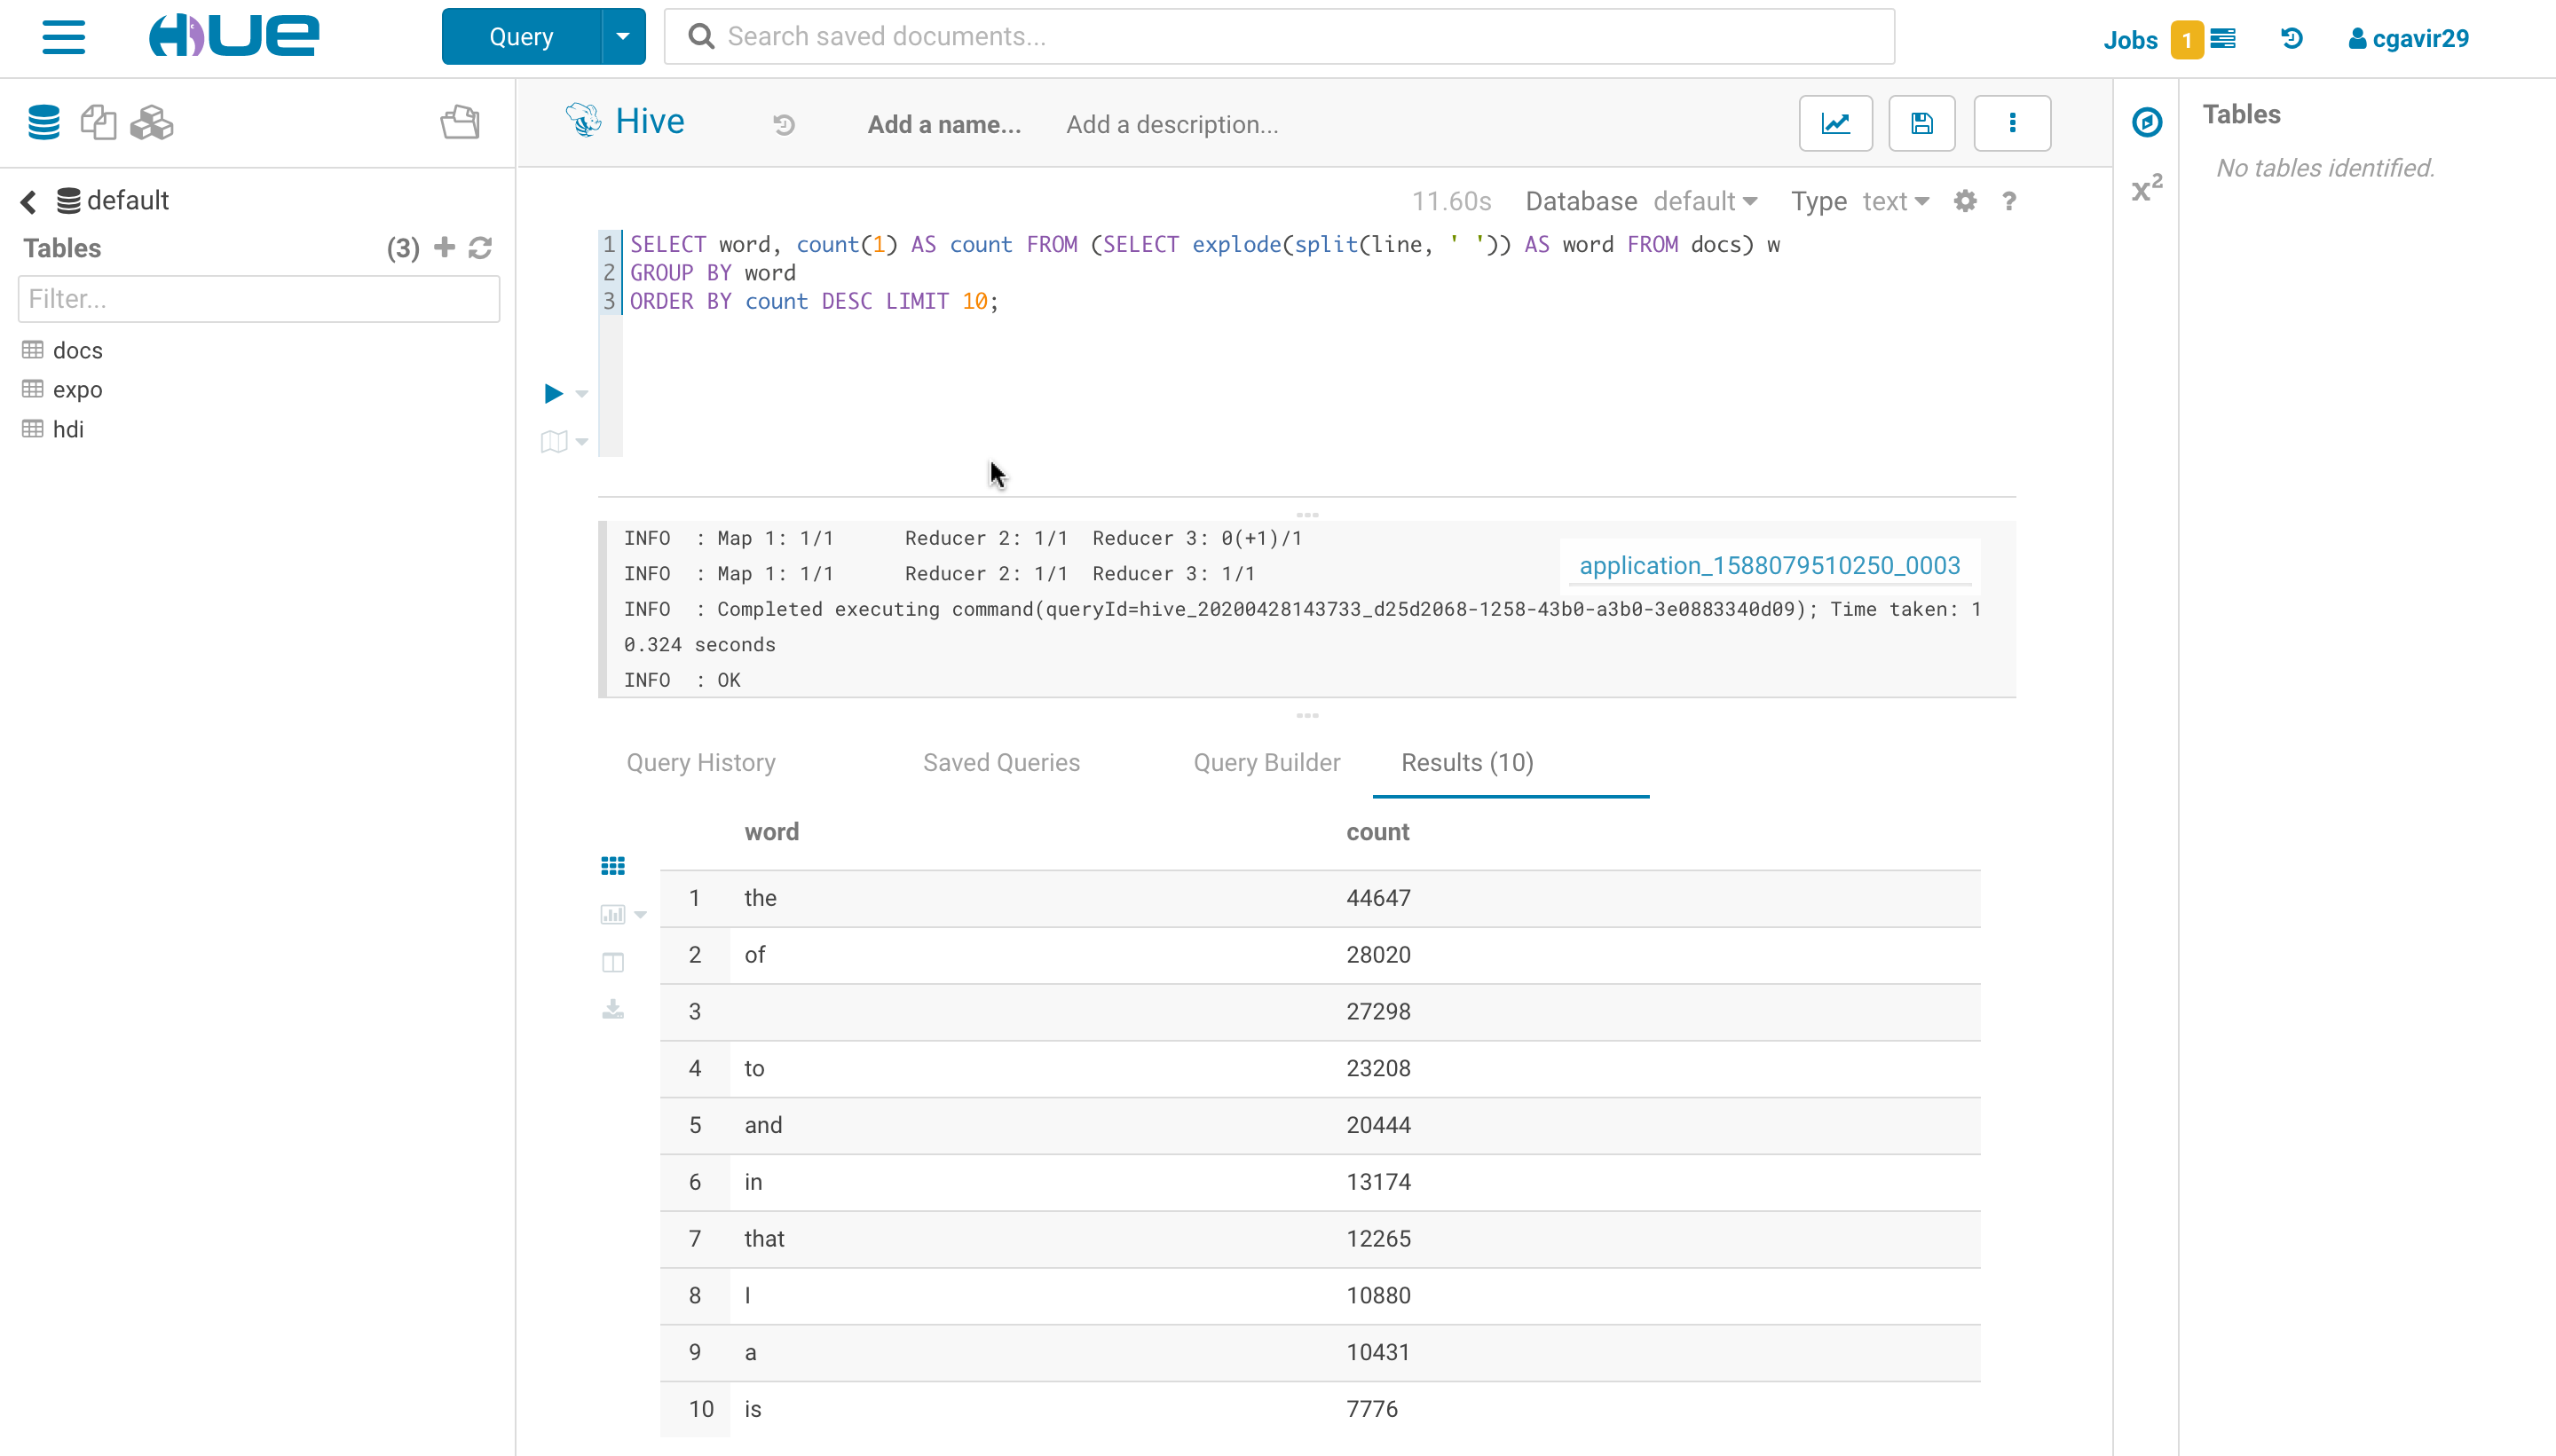 HUE
Query
Search saved documents...
Jobs 1
cgavir29
default
Tables (3)
Filter...
docs
expo
hdi
Hive
Add a name...
Add a description...
11.60s Database default Type text ?
1 SELECT word, count(1) AS count FROM (SELECT explode(split(line, ' ')) AS word FROM docs) w
2 GROUP BY word
3 ORDER BY count DESC LIMIT 10;
INFO : Map 1: 1/1 Reducer 2: 1/1 Reducer 3: 0(+1)/1
INFO : Map 1: 1/1 Reducer 2: 1/1 Reducer 3: 1/1
application_1588079510250_0003
INFO : Completed executing command(queryId=hive_20200428143733_d25d2068-1258-43b0-a3b0-3e0883340d09); Time taken: 1
0.324 seconds
INFO : OK
Query History Saved Queries Query Builder Results (10)
word count
1 the 44647
2 of 28020
3 27298
4 to 23208
5 and 20444
6 in 13174
7 that 12265
8 I 10880
9 a 10431
10 is 7776
x²
Tables
No tables identified.